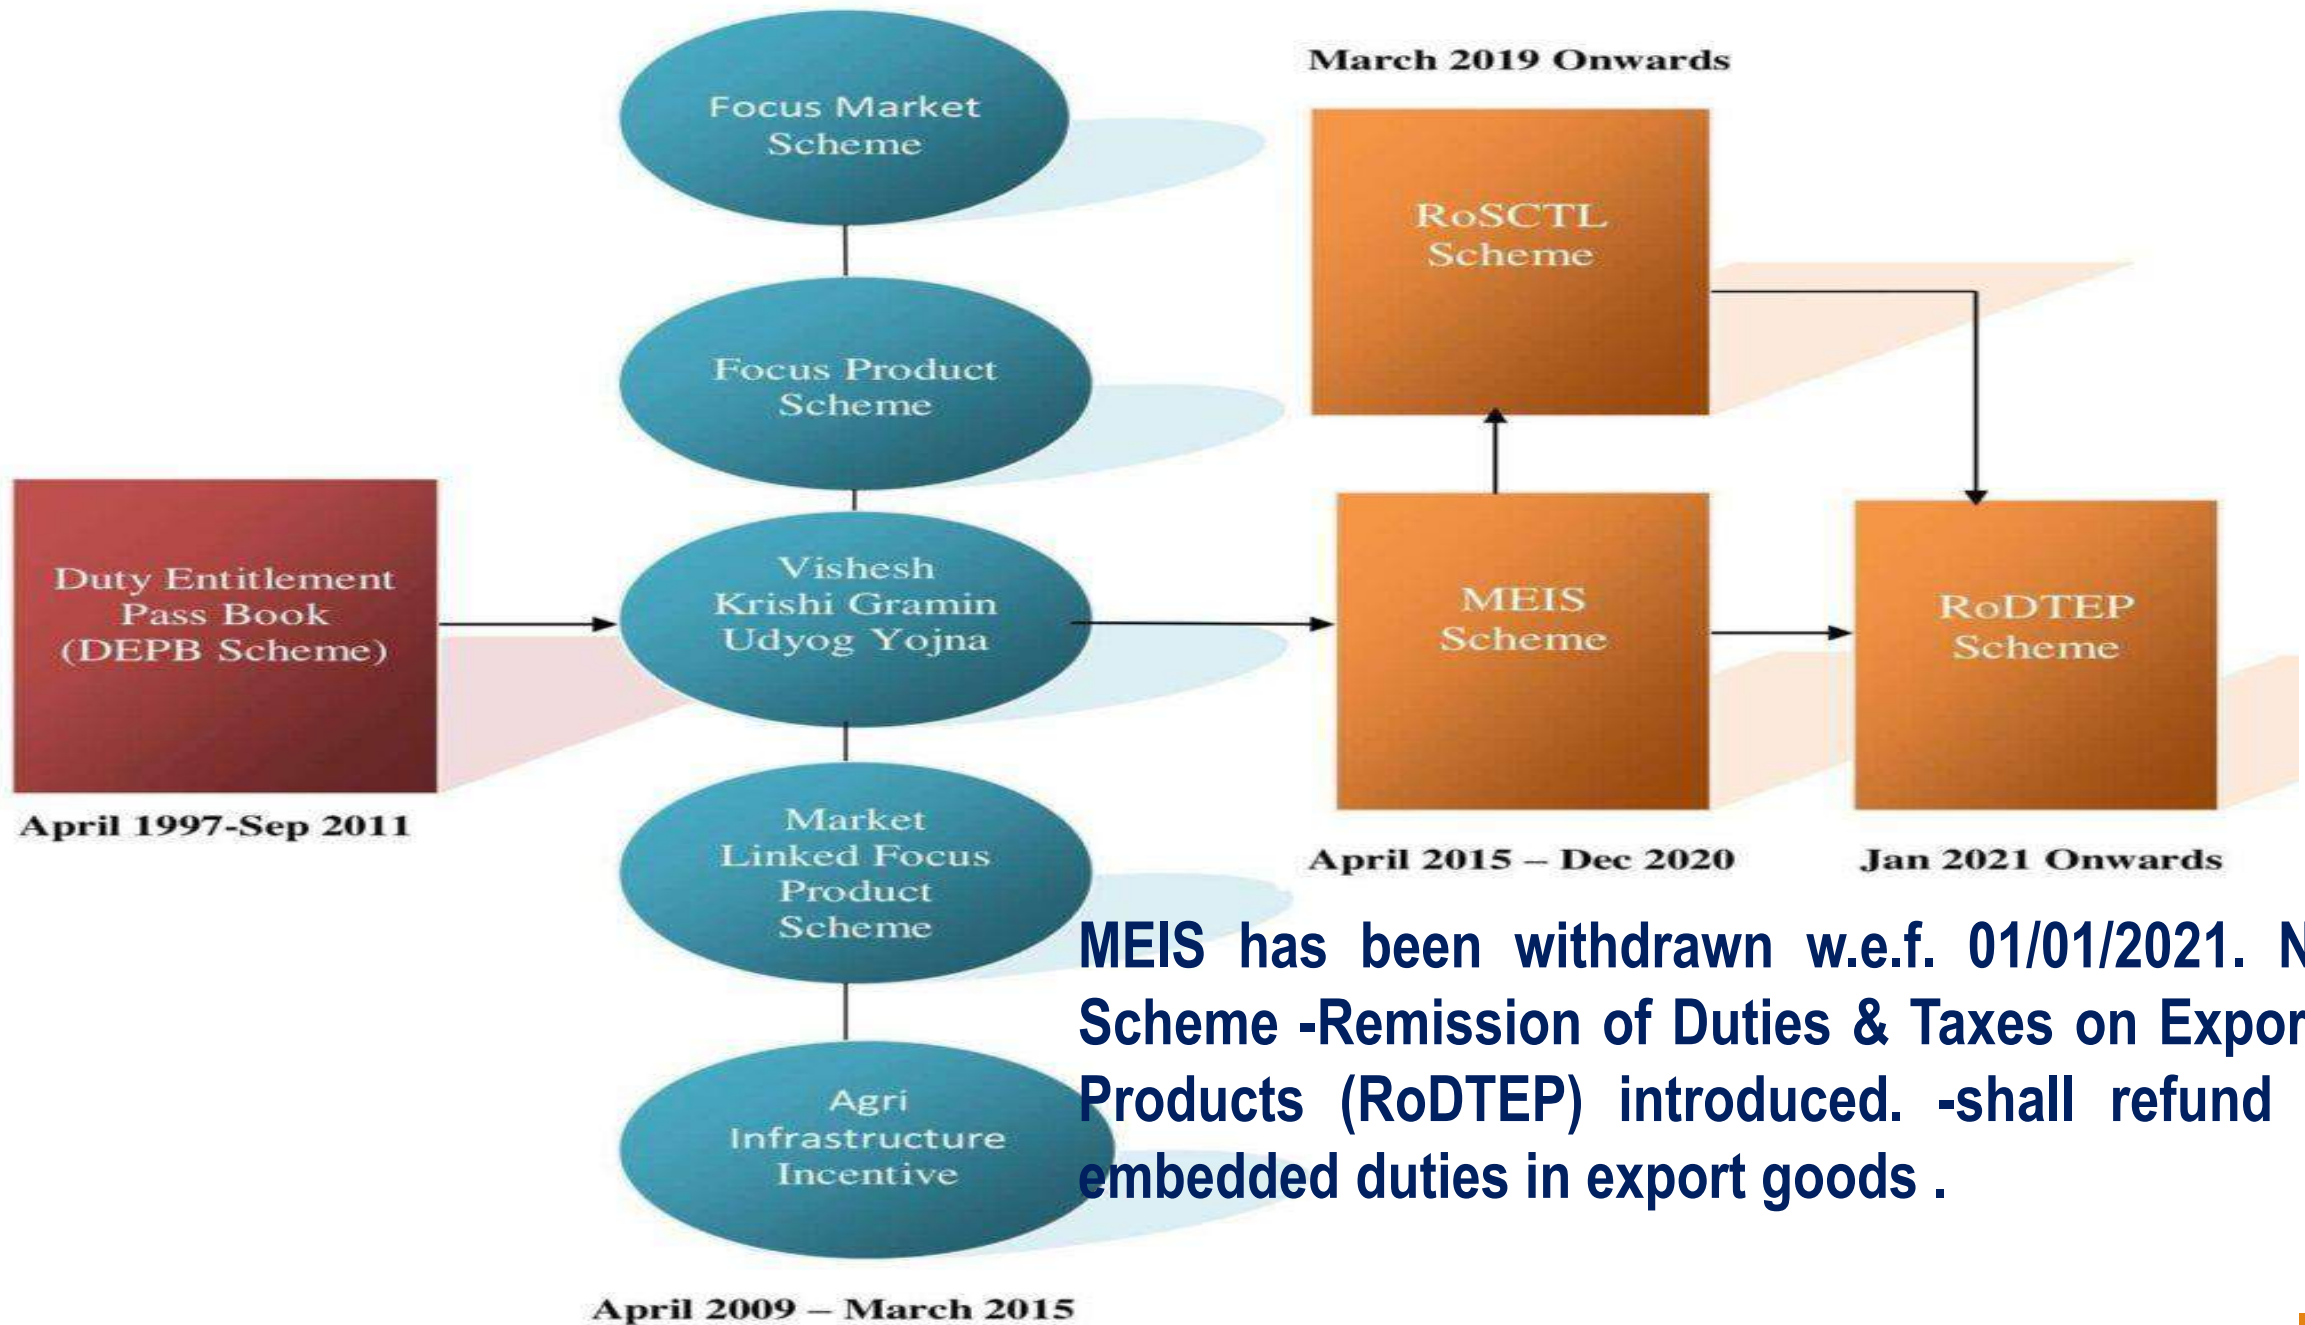 Focus Market
Scheme
Focus Product
Scheme
Duty Entitlement
Pass Book
(DEPB Scheme)
April 1997-Sep 2011
Vishesh
Krishi Gramin
Udyog Yojna
Market
Linked Focus
Product
Scheme
Agri
Infrastructure
Incentive
April 2009 – March 2015
March 2019 Onwards
RoSCTL
Scheme
MEIS
Scheme
April 2015 – Dec 2020
RoDTEP
Scheme
Jan 2021 Onwards
MEIS has been withdrawn w.e.f. 01/01/2021.
Scheme -Remission of Duties & Taxes on Expor
Products (RoDTEP) introduced. -shall refund
embedded duties in export goods .